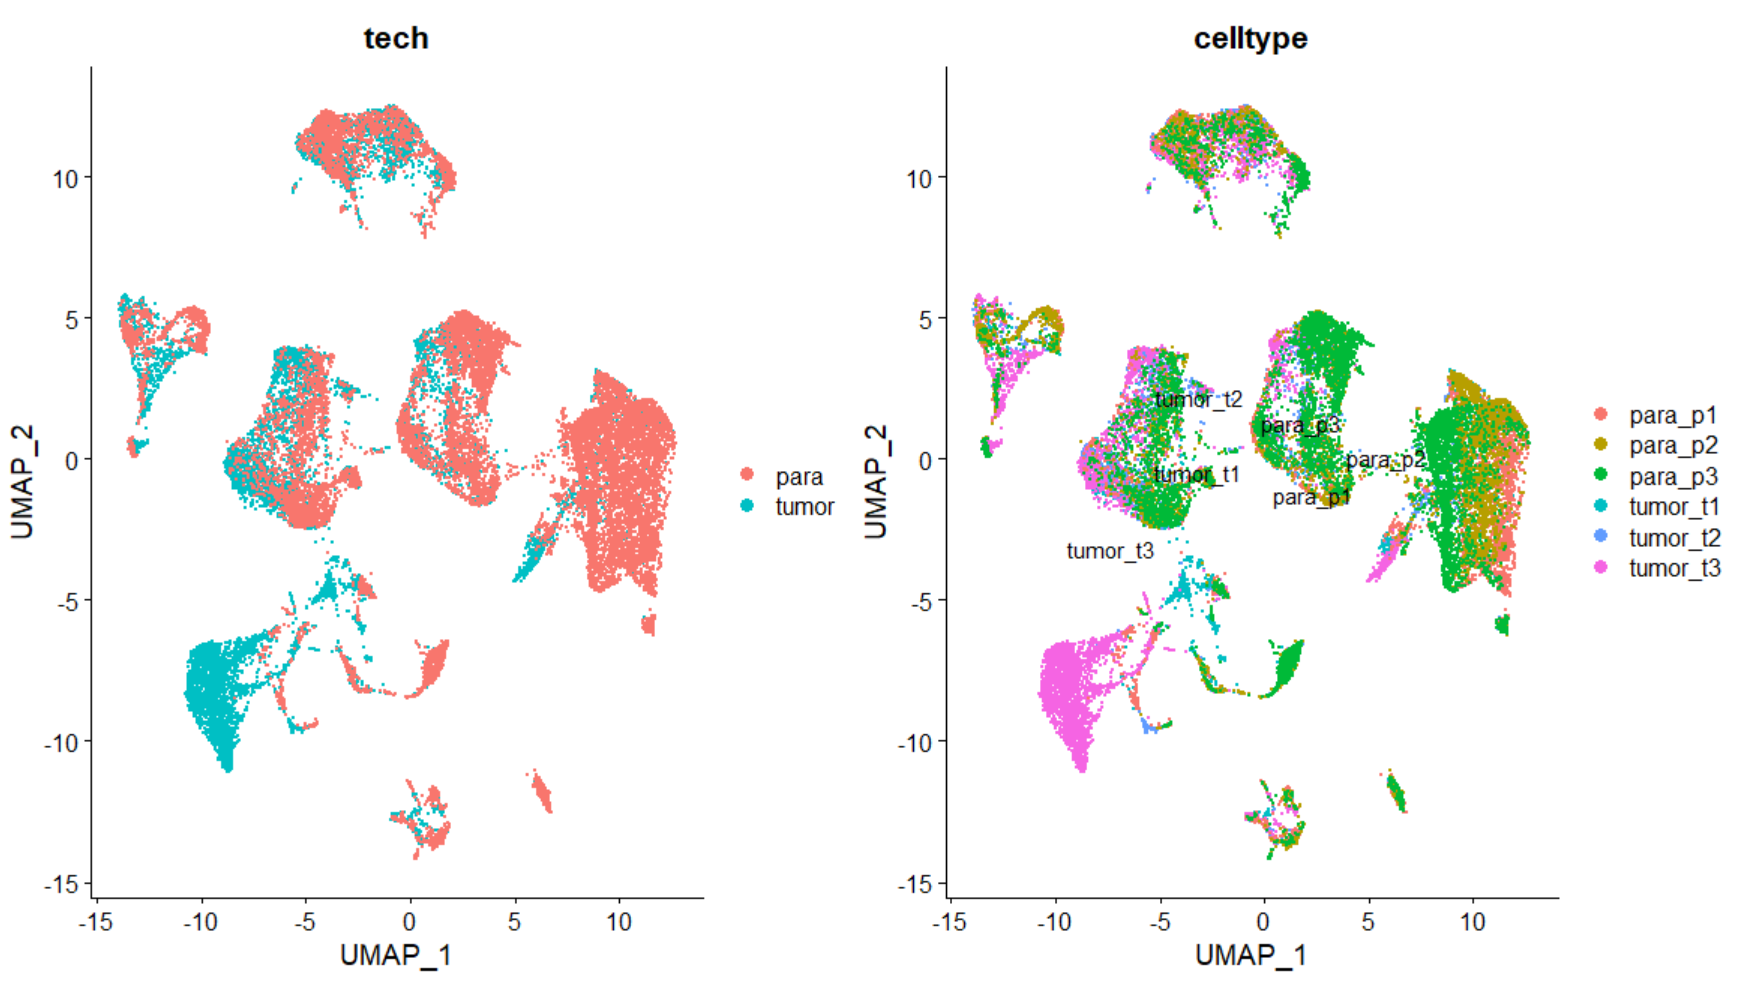 tech
celltype
10
5
0
-5
-10
-15
UMAP_2
-15
-10
-5
0
5
10
UMAP_1
para
tumor
10
5
0
-5
-10
-15
UMAP_2
tumor_t2
para_p3
para_p2
tumor_t1
para_p1
tumor_t3
-15
-10
-5
0
5
10
UMAP_1
para_p1
para_p2
para_p3
tumor_t1
tumor_t2
tumor_t3